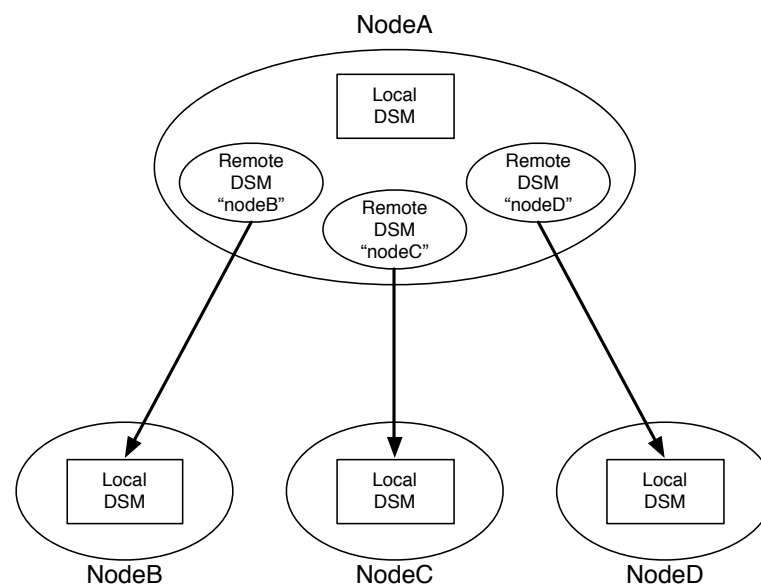 NodeA
Local
DSM
Remote
DSM
“nodeB”
Remote
DSM
“nodeC”
Remote
DSM
“nodeD”
Local
DSM
Local
DSM
Local
DSM
NodeB
NodeC
NodeD